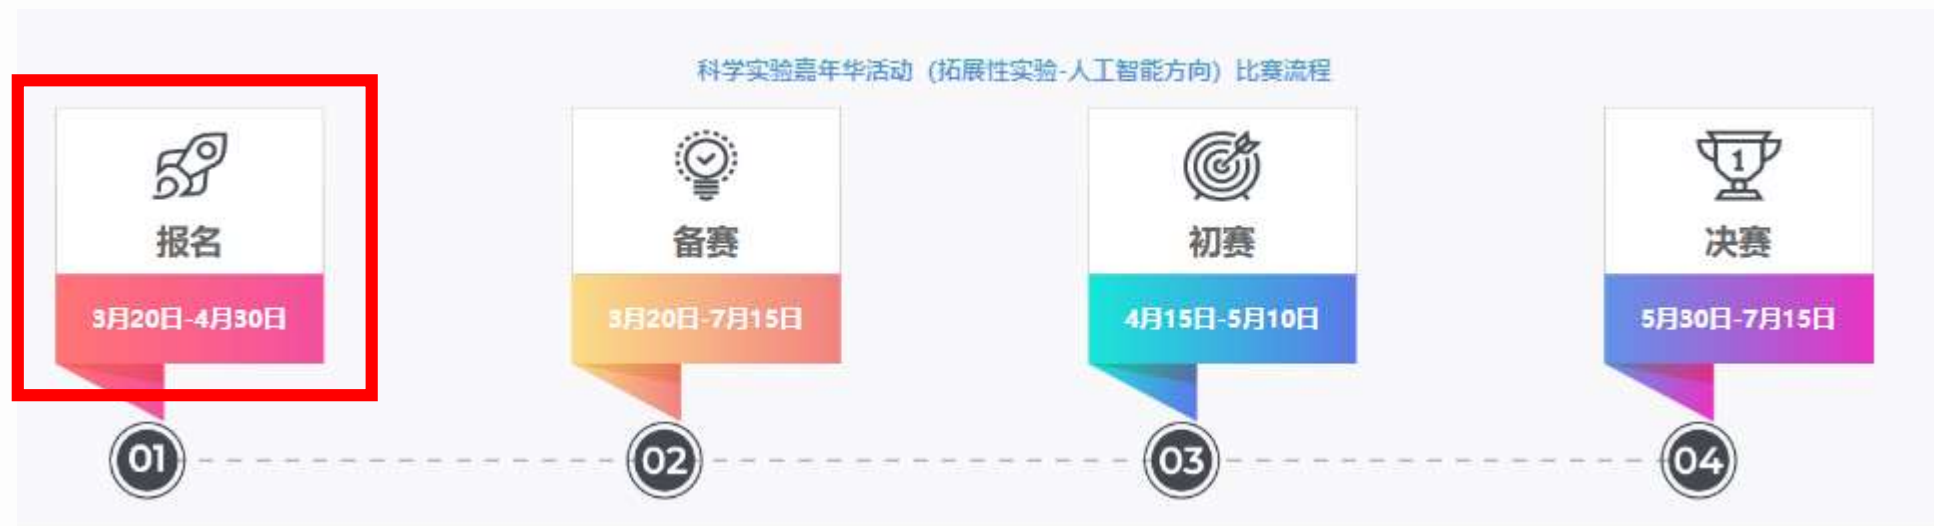 科学实验嘉年华活动（拓展性实验-人工智能方向）比赛流程
报名
3月20日-4月30日
01
备赛
3月20日-7月15日
02
初赛
4月15日-5月10日
03
1
决赛
5月30日-7月15日
04